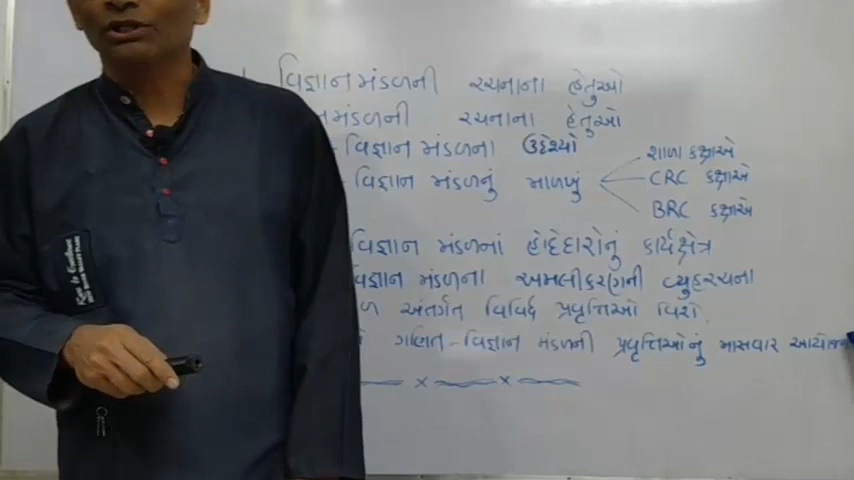 વિજ્ઞાન મંડળની રચનાના હેતુઓ
મંડળની રચનાના હેતુઓ
વિજ્ઞાન મંડળના ઉદ્દેશ્યો
વિજ્ઞાન મંડળનું માળખું
શાળા કક્ષાએ
CRC કક્ષાએ
BRC કક્ષાએ
વિજ્ઞાન મંડળનાં હોદ્દેદારોનું કાર્યક્ષેત્ર
વિજ્ઞાન મંડળના અમલીકરણની વ્યુહરચના
અંતર્ગત વિવિધ પ્રવૃત્તિઓ વિશે.
ગણિત-વિજ્ઞાન મંડળની પ્રવૃત્તિઓનું માસવાર આયોજન